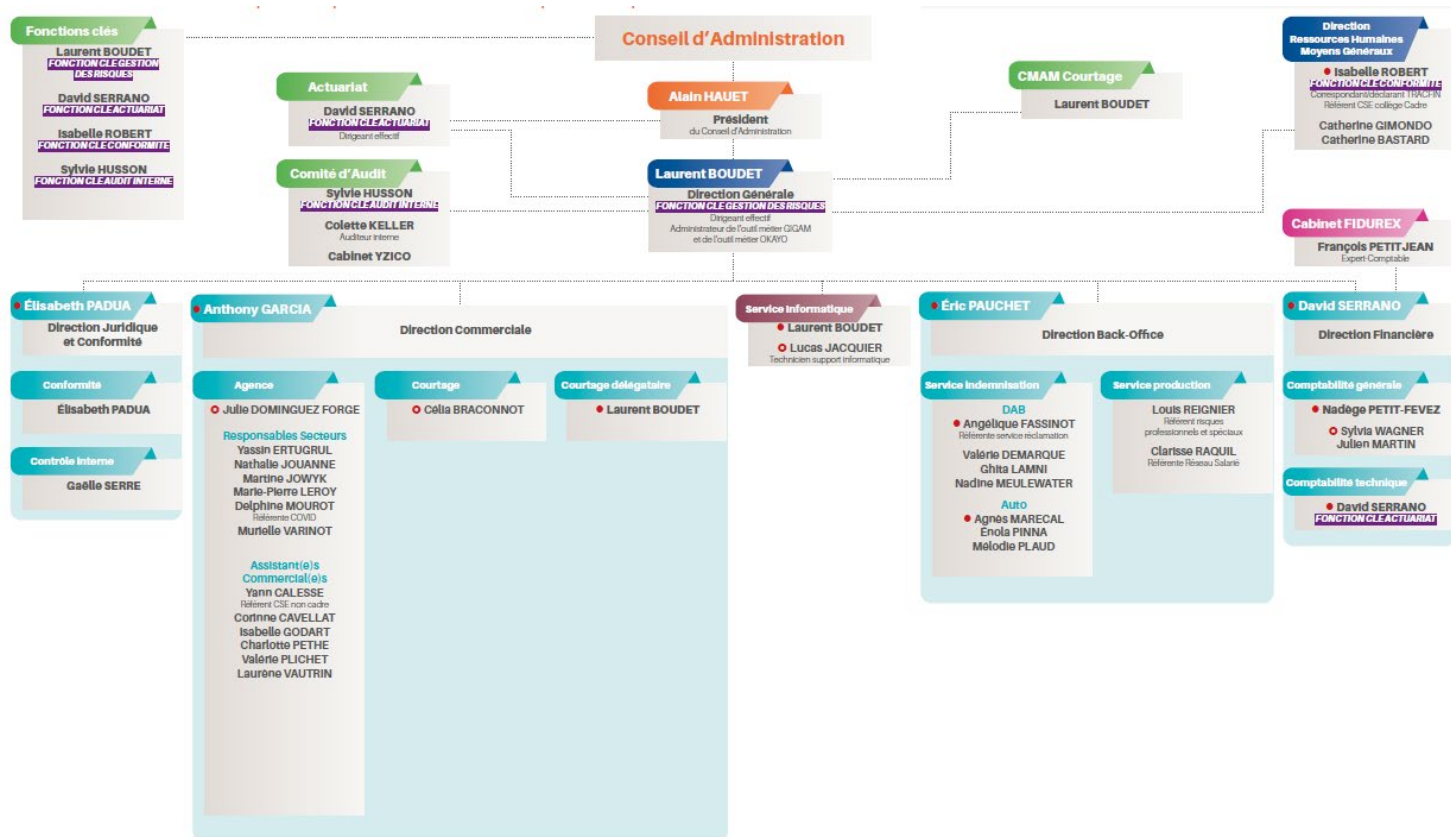 Conseil d'Administration
Fonctions clés
Laurent BOUDET
FONCTION CLE GESTION
DES RISQUES
David SERRANO
FONCTION CLE ACTUARIAT
Isabelle ROBERT
FONCTION CLE CONFORMITE
Sylvie HUSSON
FONCTION CLE AUDIT INTERNE
Actuariat
David SERRANO
FONCTION CLE ACTUARIAT
Dirigeant effectif
Comité d'Audit
Sylvie HUSSON
FONCTION CLE AUDIT INTERNE
Colette KELLER
Auditeur interne
Cabinet YZICO
Alain HAUET
Président
du Conseil d'Administration
Laurent BOUDET
Direction Générale
FONCTION CLE GESTION DES RISQUES
Dirigeant effectif
Administrateur de l'outil métier GIGAM
et de l'outil métier OKAYO
CMAM Courtage
Laurent BOUDET
Direction
Ressources Humaines
Moyens Généraux
Isabelle ROBERT
FONCTION CLE CONFORMITE
Correspondant/déclarant TRACFIN
Référent CSE collège Cadre
Catherine GIMONDO
Catherine BASTARD
Cabinet FIDUREX
François PETITJEAN
Expert-Comptable
Élisabeth PADUA
Direction Juridique
et Conformité
Conformité
Élisabeth PADUA
Contrôle interne
Gaëlle SERRE
Anthony GARCIA
Direction Commerciale
Agence
Julie DOMINGUEZ FORGE
Responsables Secteurs
Yassin ERTUGRUL
Nathalie JOUANNE
Martine JOWYK
Marie-Pierre LEROY
Delphine MOUROT
Référente COVID
Murielle VARINOT
Assistant(e)s
Commercial(e)s
Yann CALESSE
Référent CSE non cadre
Corinne CAVELLAT
Isabelle GODART
Charlotte PETHE
Valérie PLICHET
Laurène VAUTRIN
Courtage
Célia BRACONNOT
Courtage délégataire
Laurent BOUDET
Service informatique
Laurent BOUDET
Lucas JACQUIER
Technicien support informatique
Éric PAUCHET
Direction Back-Office
Service indemnisation
DAB
Angélique FASSINOT
Référente service réclamation
Valérie DEMARQUE
Ghita LAMNI
Nadine MEULEWATER
Auto
Agnès MARECAL
Énola PINNA
Mélodie PLAUD
Service production
Louis REIGNIER
Référent risques
professionnels et spéciaux
Clarisse RAQUIL
Référente Réseau Salarié
David SERRANO
Direction Financière
Comptabilité générale
Nadège PETIT-FEVEZ
Sylvia WAGNER
Julien MARTIN
Comptabilité technique
David SERRANO
FONCTION CLE ACTUARIAT